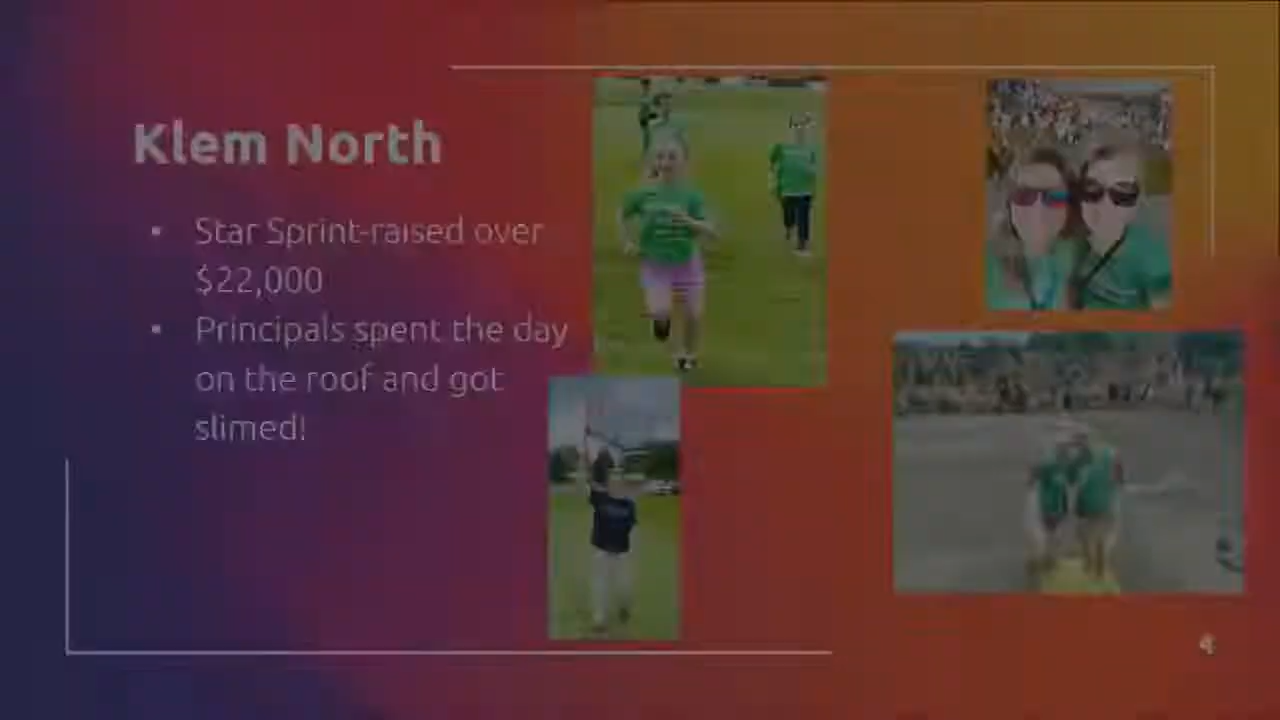 Klem North
• Star Sprint-raised over
$22,000
• Principals spent the day
on the roof and got
slimed!
4